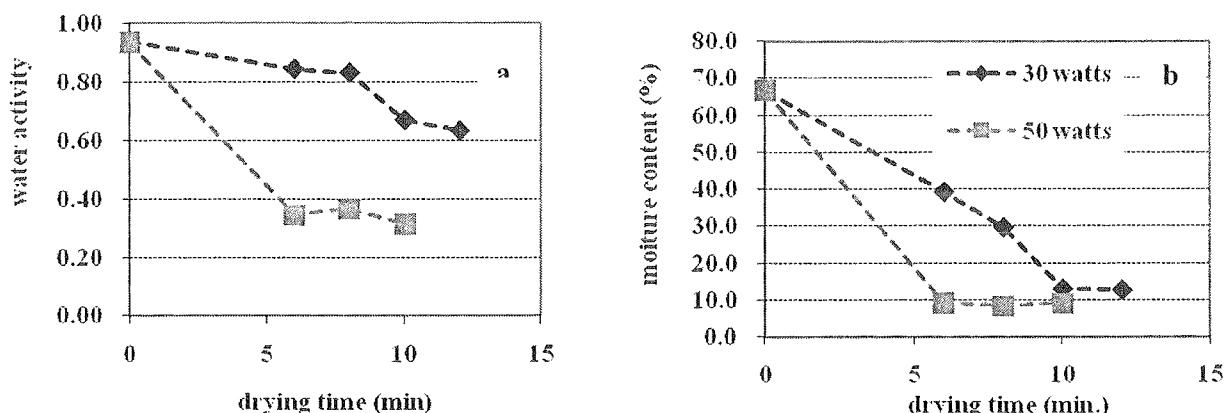 1.00
0.80
0.60
0.40
0.20
0.00
water activity
a
0 5 10 15
drying time (min)
80.0
70.0
60.0
50.0
40.0
30.0
20.0
10.0
0.0
moiture content (%)
30 watts
50 watts
b
0 5 10 15
drying time (min.)